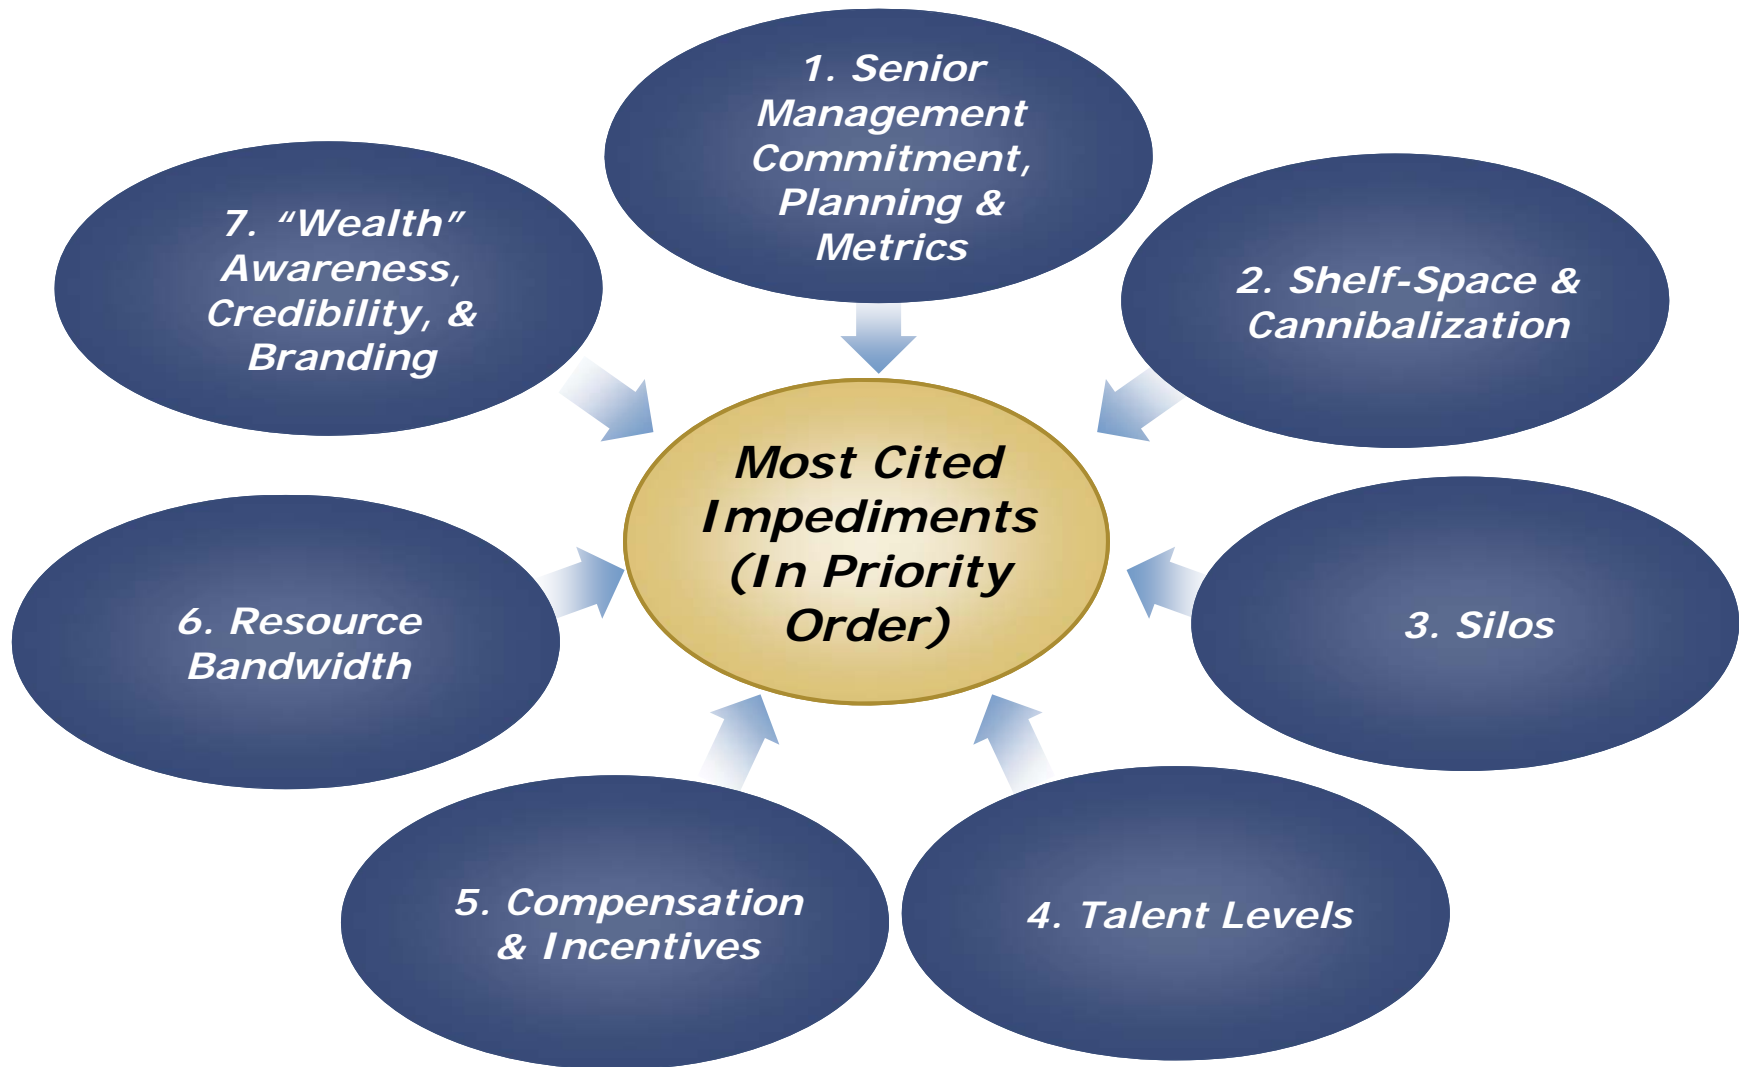 1. Senior
Management
Commitment,
Planning &
Metrics
2. Shelf-Space &
Cannibalization
3. Silos
4. Talent Levels
5. Compensation
& Incentives
6. Resource
Bandwidth
7. “Wealth”
Awareness,
Credibility, &
Branding
Most Cited
Impediments
(In Priority
Order)